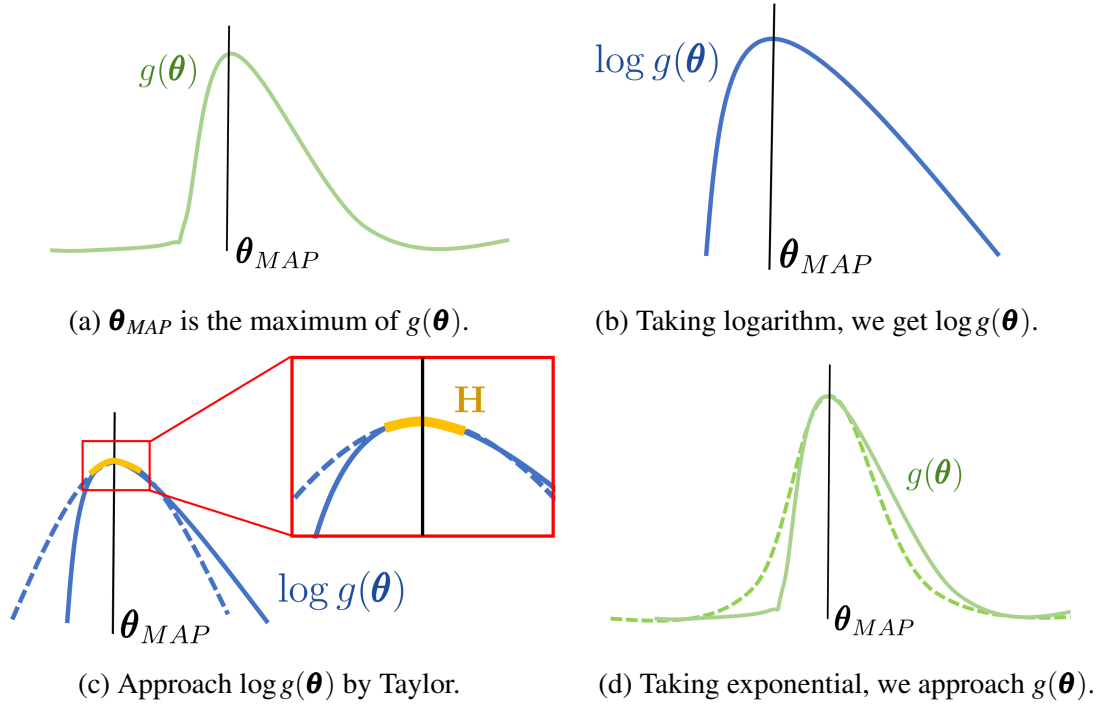 g(θ)
θ_MAP
(a) θ_MAP is the maximum of g(θ).
log g(θ)
θ_MAP
(b) Taking logarithm, we get log g(θ).
H
log g(θ)
θ_MAP
(c) Approach log g(θ) by Taylor.
g(θ)
θ_MAP
(d) Taking exponential, we approach g(θ).